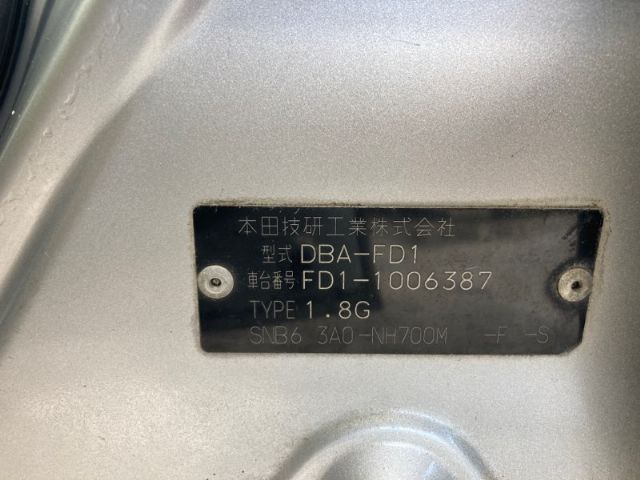 本田技研工業株式会社
型式 DBA-FD1
車台番号 FD1-1006387
TYPE 1.8G
SNB6 3A0-NH700M -F -S